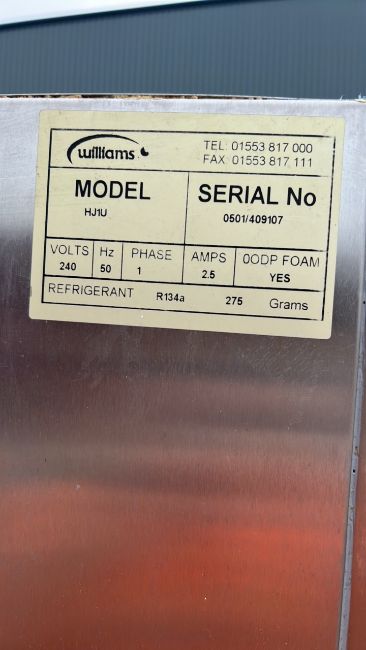 williams
TEL: 01553 817 000
FAX: 01553 817 111
MODEL
HJ1U
SERIAL No
0501/409107
VOLTS
240
Hz
50
PHASE
1
AMPS
2.5
0ODP FOAM
YES
REFRIGERANT R134a 275 Grams